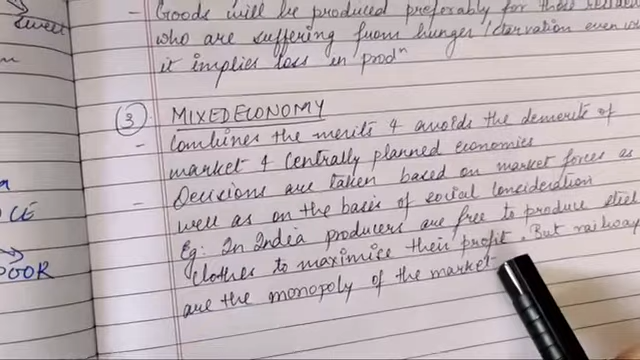 swell
- Goods will be produced preferably for those
who are suffering from hunger / starvation even
it implies loss in prodⁿ
③ MIXED ECONOMY
- Combines the merits & avoids the demerits of
market & centrally planned economies
- Decisions are taken based on market forces as
well as on the basis of social consideration
Eg: In India producers are free to produce steel
clothes to maximise their profit. But railways
are the monopoly of the market
CE
POOR